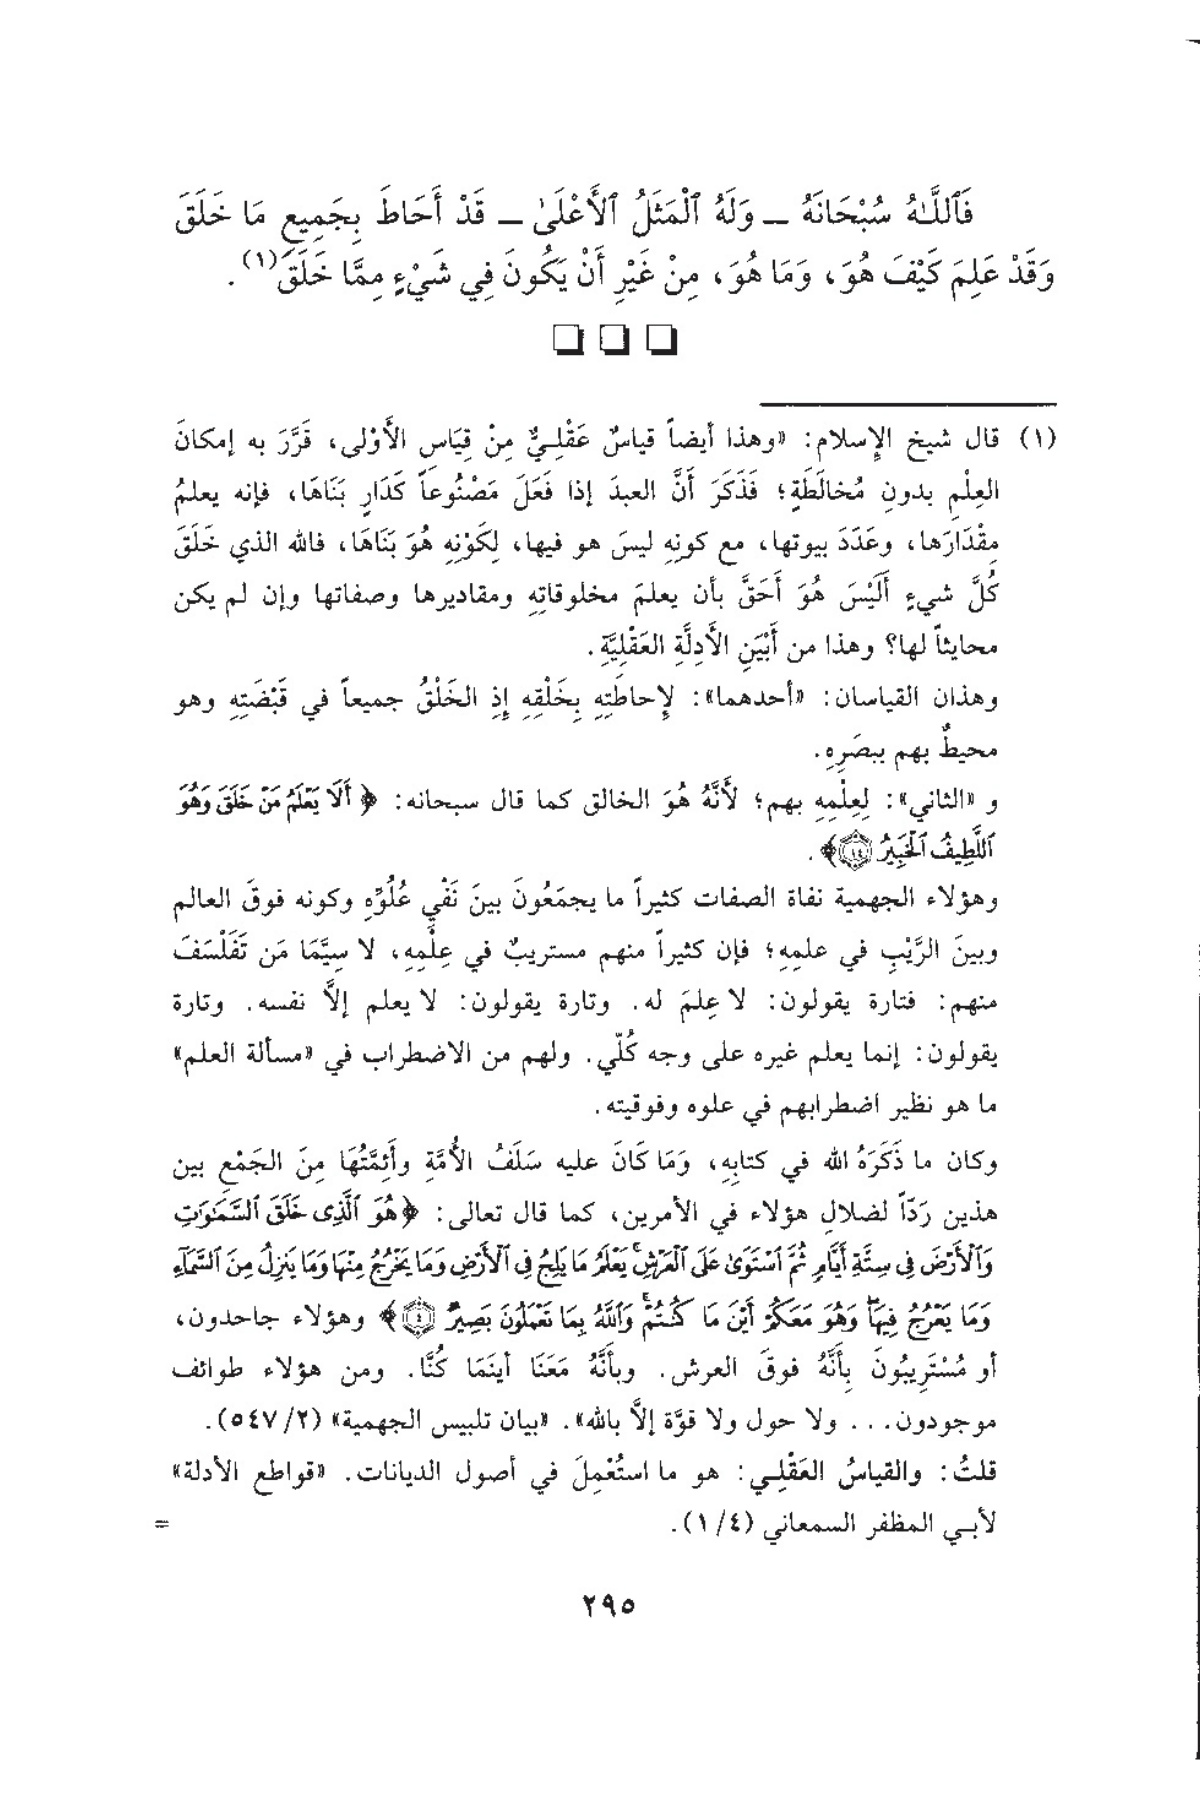 فَٱللَّـٰهُ سُبْحَانَهُ ــ وَلَهُ ٱلْمَثَلُ ٱلأَعْلَىٰ ــ قَدْ أَحَاطَ بِجَمِيعِ مَا خَلَقَ
وَقَدْ عَلِمَ كَيْفَ هُوَ، وَمَا هُوَ، مِنْ غَيْرِ أَنْ يَكُونَ فِي شَيْءٍ مِمَّا خَلَقَ(١).
(١) قال شيخ الإِسلام: «وهذا أيضاً قياسٌ عَقْلِـيٌّ مِنْ قِيَاسِ الأَوْلى، قَرَّرَ به إمكانَ
العِلْمِ بدونِ مُخالَطَةٍ؛ فَذَكَرَ أَنَّ العبدَ إذا فَعَلَ مَصْنُوعَاً كَدَارٍ بَنَاهَا، فإنه يعلمُ
مِقْدَارَها، وعَدَدَ بيوتها، مع كونِهِ ليسَ هو فيها، لِكَوْنِهِ هُوَ بَنَاهَا، فالله الذي خَلَقَ
كُلَّ شيءٍ أَلَيْسَ هُوَ أَحَقَّ بأن يعلمَ مخلوقاتِهِ ومقاديرها وصفاتها وإن لم يكن
محايثاً لها؟ وهذا من أَبْيَنِ الأَدِلَّةِ العَقْلِيَّةِ.
وهذان القياسان: «أحدهما»: لإِحاطَتِهِ بِخَلْقِهِ إِذِ الخَلْقُ جميعاً في قَبْضَتِهِ وهو
محيطٌ بهم ببصَرِهِ.
و «الثاني»: لِعِلْمِهِ بهم؛ لأَنَّهُ هُوَ الخالق كما قال سبحانه: ﴿أَلَا يَعْلَمُ مَنْ خَلَقَ وَهُوَ
ٱللَّطِيفُ ٱلْخَبِيرُ ١٤﴾.
وهؤلاء الجهمية نفاة الصفات كثيراً ما يجمَعُونَ بينَ نَفْيِ عُلُوِّهِ وكونه فوقَ العالم
وبينَ الرَّيْبِ في علمِهِ؛ فإن كثيراً منهم مستريبٌ في عِلْمِهِ، لا سِيَّمَا مَن تَفَلْسَفَ
منهم: فتارة يقولون: لا عِلمَ له. وتارة يقولون: لا يعلم إلاَّ نفسه. وتارة
يقولون: إنما يعلم غيره على وجه كُلّي. ولهم من الاضطراب في «مسألة العلم»
ما هو نظير اضطرابهم في علوه وفوقيته.
وكان ما ذَكَرَهُ الله في كتابِهِ، وَمَا كَانَ عليه سَلَفُ الأُمَّةِ وأَئِمَّتُهَا مِنَ الجَمْعِ بين
هذين رَدّاً لضلالِ هؤلاء في الأمرين، كما قال تعالى: ﴿هُوَ ٱلَّذِى خَلَقَ ٱلسَّمَـٰوَٰتِ
وَٱلْأَرْضَ فِى سِتَّةِ أَيَّامٍ ثُمَّ ٱسْتَوَىٰ عَلَى ٱلْعَرْشِۚ يَعْلَمُ مَا يَلِجُ فِى ٱلْأَرْضِ وَمَا يَخْرُجُ مِنْهَا وَمَا يَنزِلُ مِنَ ٱلسَّمَآءِ
وَمَا يَعْرُجُ فِيهَاۖ وَهُوَ مَعَكُمْ أَيْنَ مَا كُنتُمْۚ وَٱللَّهُ بِمَا تَعْمَلُونَ بَصِيرٌ ٤﴾ وهؤلاء جاحدون،
أو مُسْتَرِيبُونَ بِأَنَّهُ فوقَ العرش. وبأَنَّهُ مَعَنَا أينَمَا كُنَّا. ومن هؤلاء طوائف
موجودون... ولا حول ولا قوَّة إلاَّ بالله». «بيان تلبيس الجهمية» (٢/ ٥٤٧).
قلتُ: والقياسُ العَقْلِـي: هو ما استُعْمِلَ في أصول الديانات. «قواطع الأدلة»
لأبـي المظفر السمعاني (٤/ ١). =
٢٩٥